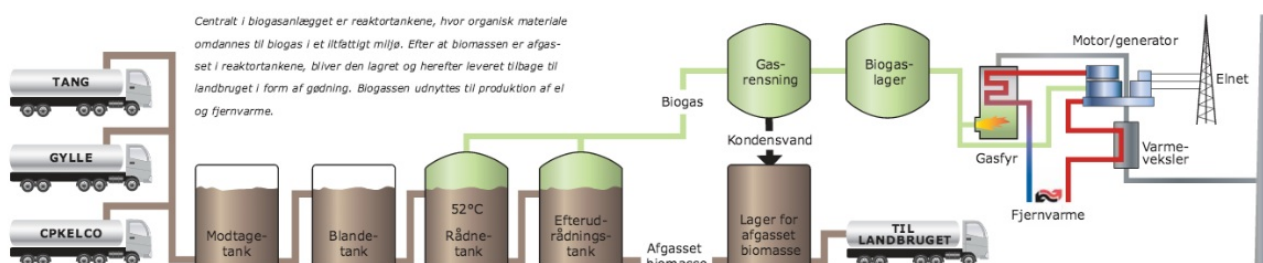 Centralt i biogasanlægget er reaktortankene, hvor organisk materiale
omdannes til biogas i et iltfattigt miljø. Efter at biomassen er afgas-
set i reaktortankene, bliver den lagret og herefter leveret tilbage til
landbruget i form af gødning. Biogassen udnyttes til produktion af el
og fjernvarme.
TANG
GYLLE
CPKELCO
Modtage-
tank
Blande-
tank
52°C
Rådne-
tank
Efterud-
rådnings-
tank
Biogas
Gas-
rensning
Kondensvand
Biogas-
lager
Afgasset
biomasse
Lager for
afgasset
biomasse
TIL
LANDBRUGET
Gasfyr
Motor/generator
Elnet
Varme-
veksler
Fjernvarme